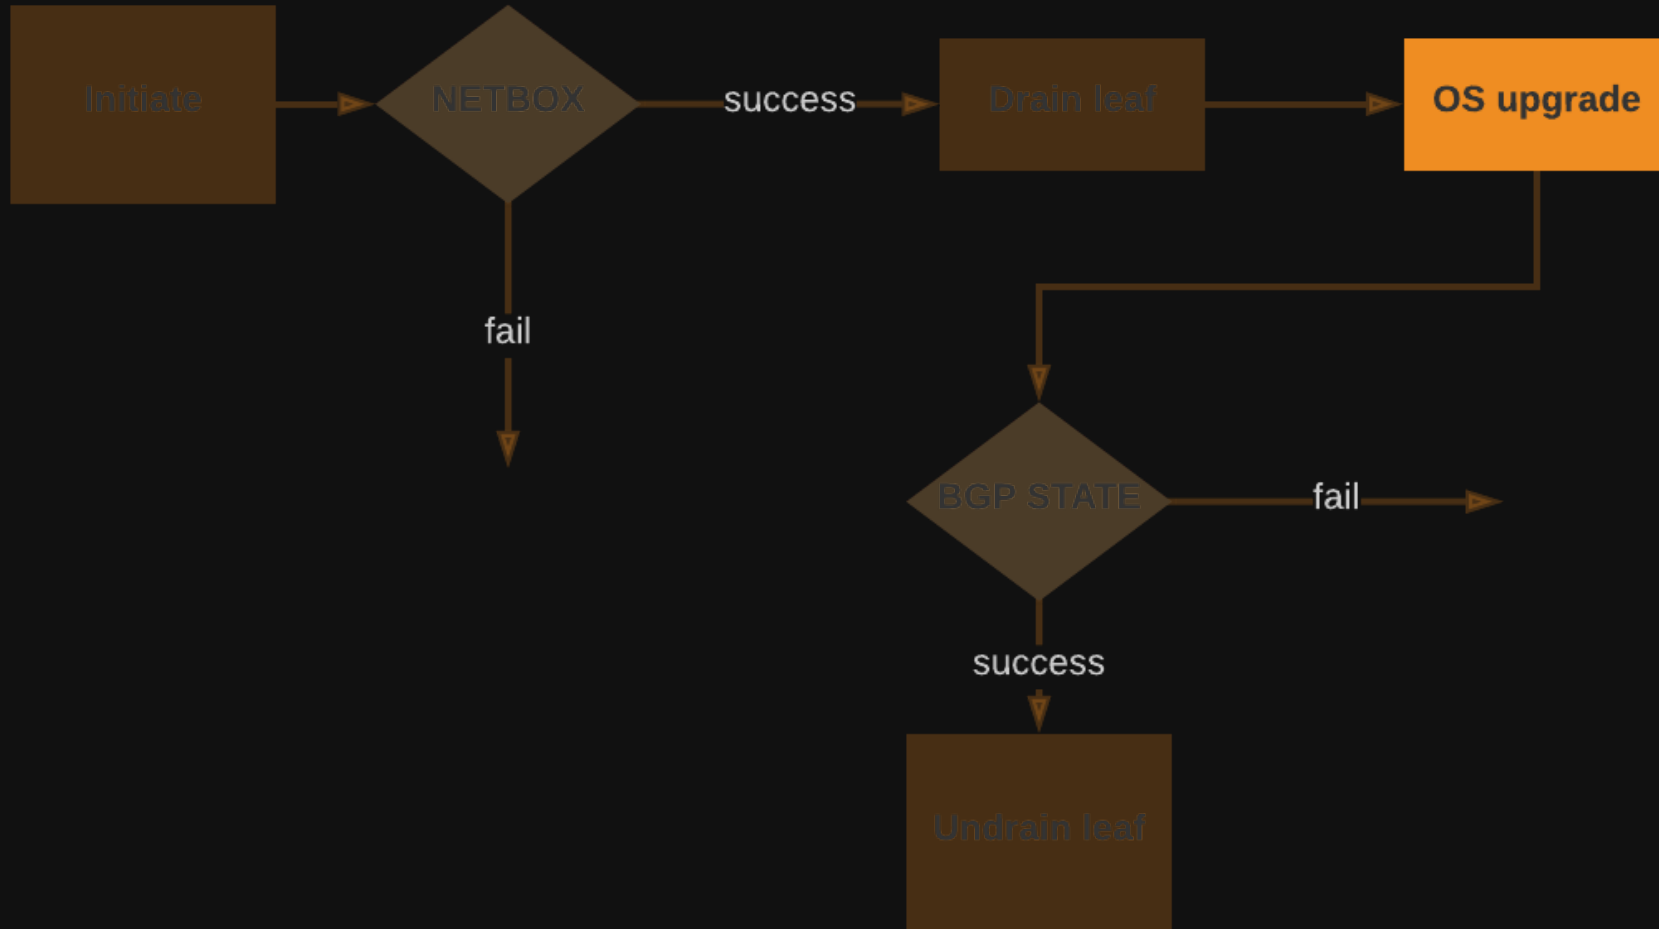 Initiate
NETBOX
success
Drain leaf
OS upgrade
fail
BGP STATE
fail
success
Undrain leaf